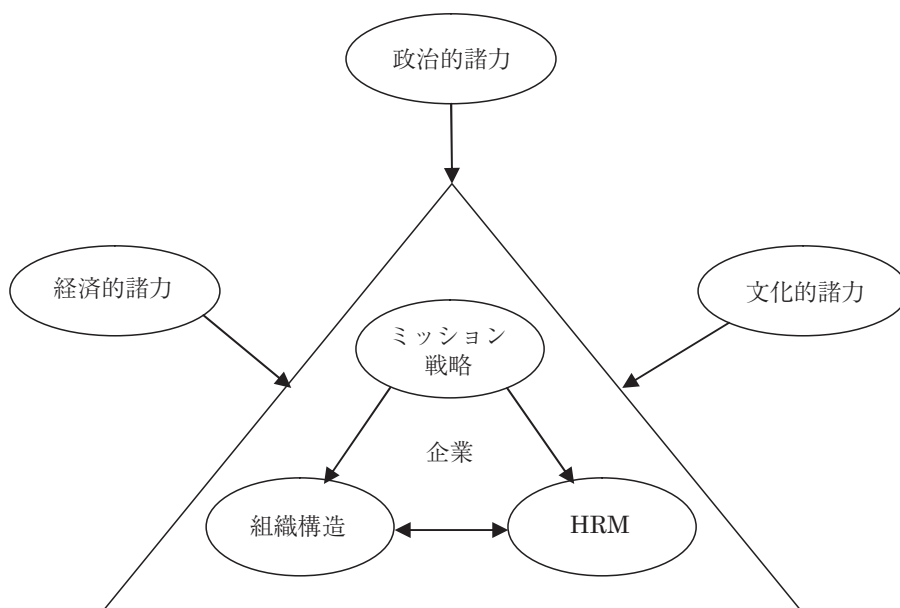 政治的諸力
経済的諸力
文化的諸力
ミッション
戦略
企業
組織構造
HRM